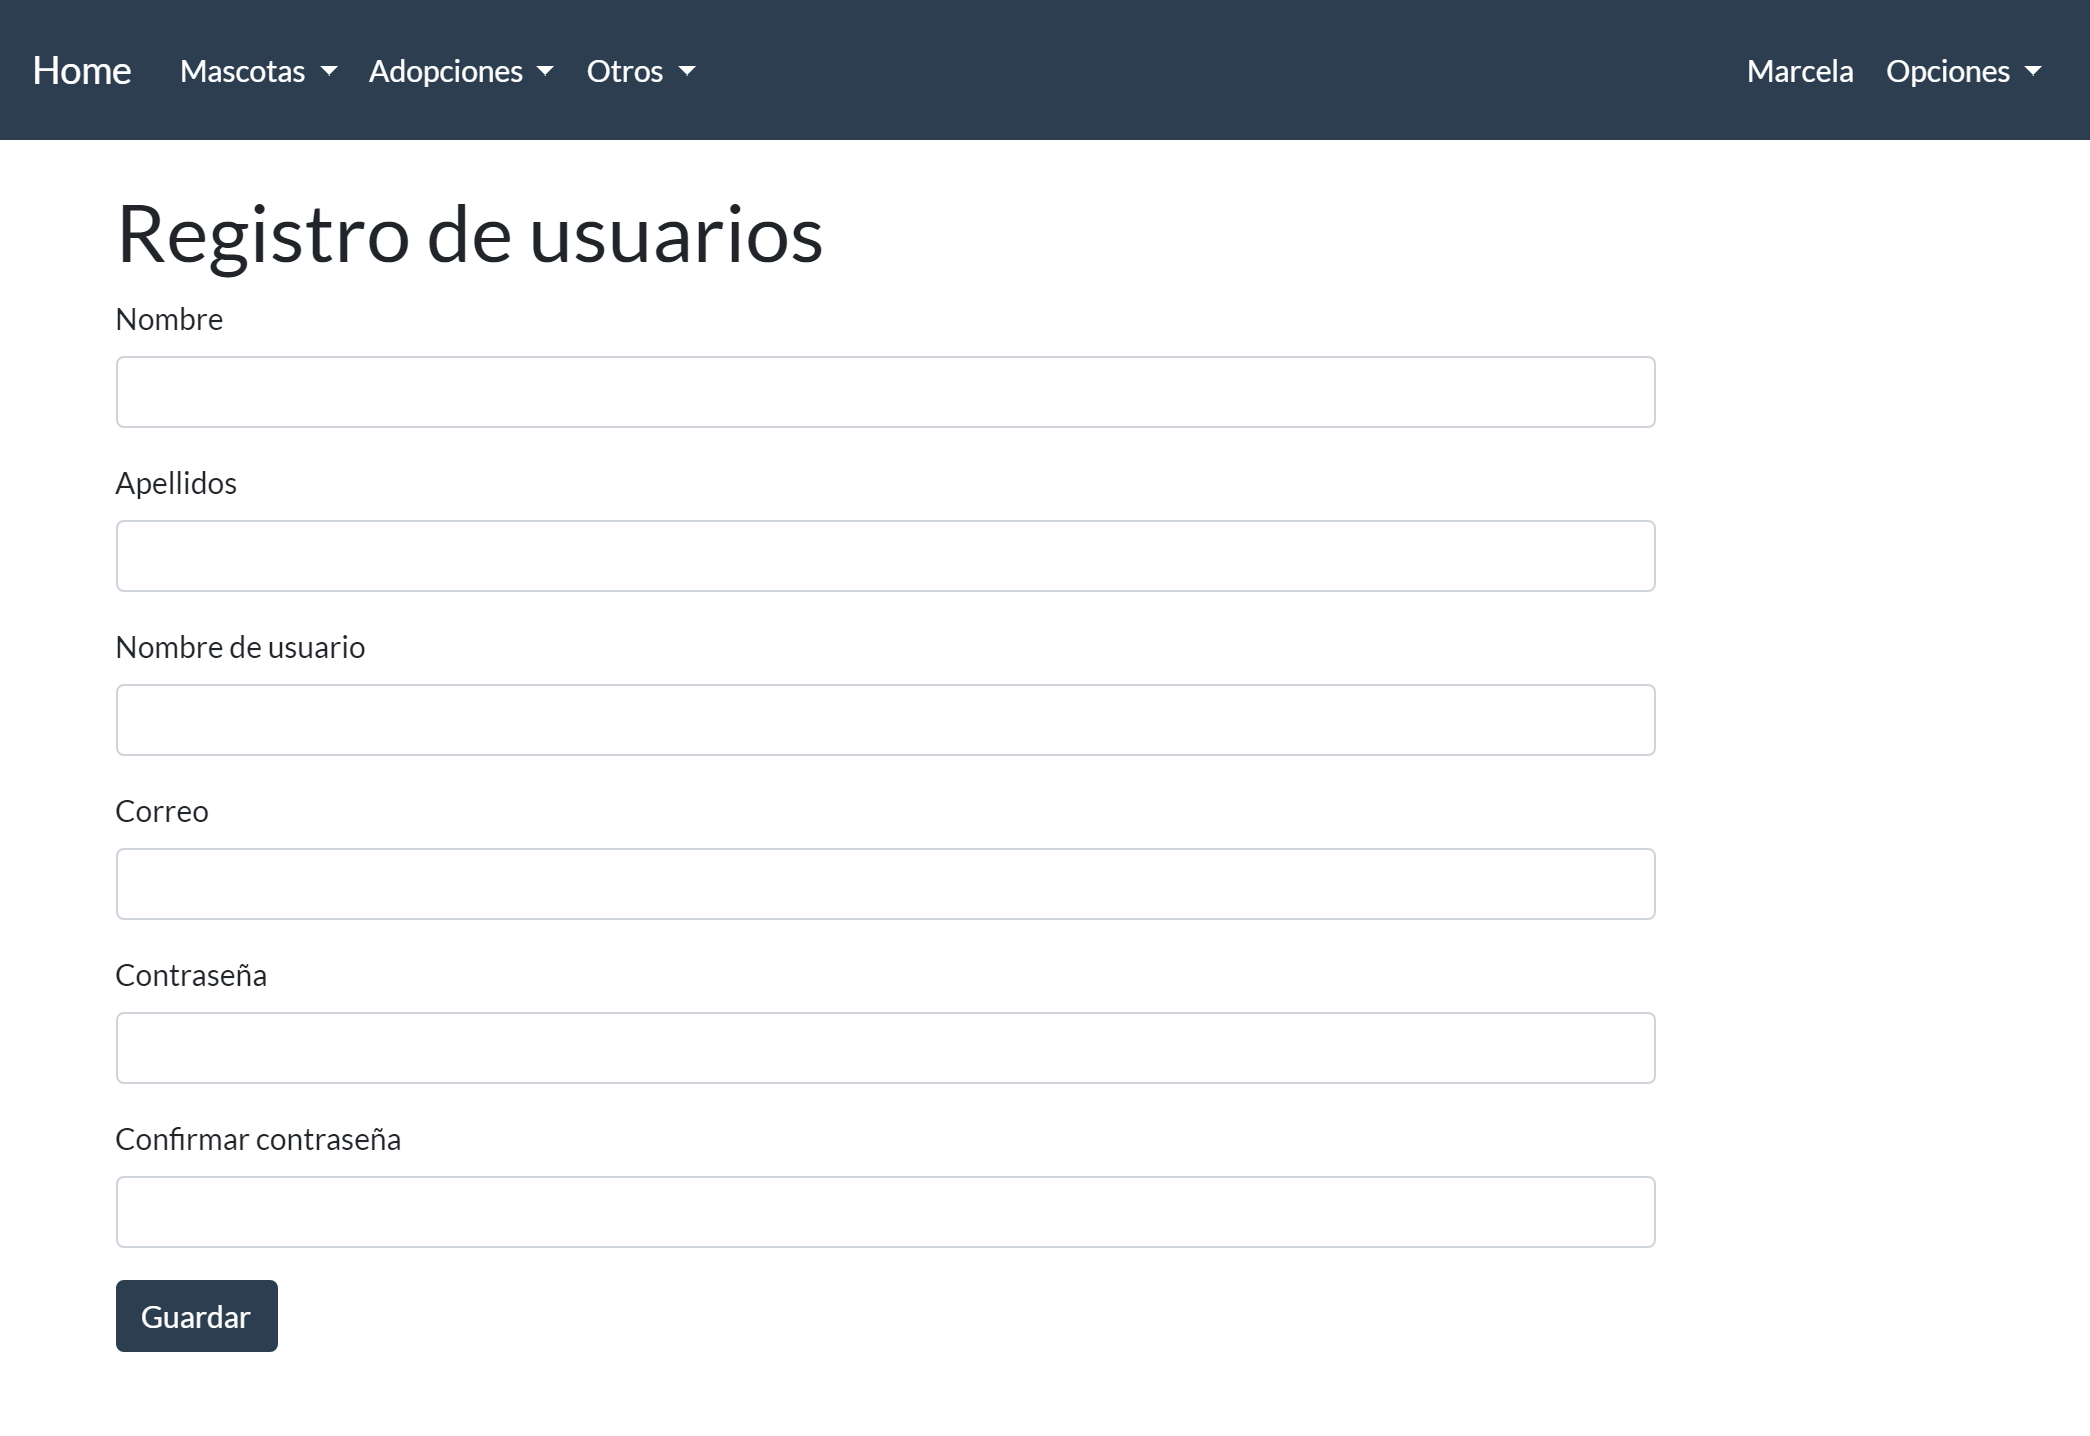 Home Mascotas Adopciones Otros Marcela Opciones
Registro de usuarios
Nombre
Apellidos
Nombre de usuario
Correo
Contraseña
Confirmar contraseña
Guardar